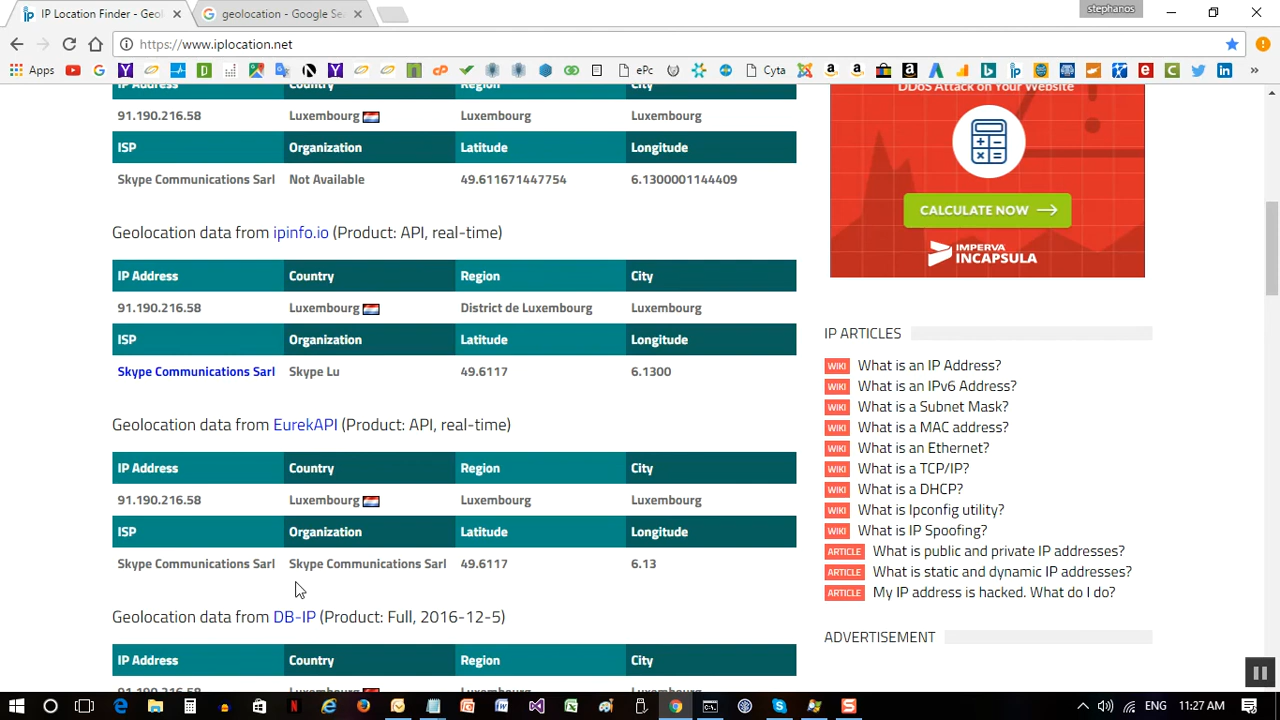 IP Location Finder - Geol
geolocation - Google Se
stephanos
https://www.iplocation.net
Apps
ePc
Cyta
Country
Region
City
91.190.216.58 Luxembourg Luxembourg Luxembourg
ISP Organization Latitude Longitude
Skype Communications Sarl Not Available 49.611671447754 6.1300001144409
Geolocation data from ipinfo.io (Product: API, real-time)
IP Address Country Region City
91.190.216.58 Luxembourg District de Luxembourg Luxembourg
ISP Organization Latitude Longitude
Skype Communications Sarl Skype Lu 49.6117 6.1300
Geolocation data from EurekAPI (Product: API, real-time)
IP Address Country Region City
91.190.216.58 Luxembourg Luxembourg Luxembourg
ISP Organization Latitude Longitude
Skype Communications Sarl Skype Communications Sarl 49.6117 6.13
Geolocation data from DB-IP (Product: Full, 2016-12-5)
IP Address Country Region City
91.190.216.58 Luxembourg Luxembourg Luxembourg
DDoS Attack on Your Website
CALCULATE NOW
IMPERVA
INCAPSULA
IP ARTICLES
WIKI What is an IP Address?
WIKI What is an IPv6 Address?
WIKI What is a Subnet Mask?
WIKI What is a MAC address?
WIKI What is an Ethernet?
WIKI What is a TCP/IP?
WIKI What is a DHCP?
WIKI What is Ipconfig utility?
WIKI What is IP Spoofing?
ARTICLE What is public and private IP addresses?
ARTICLE What is static and dynamic IP addresses?
ARTICLE My IP address is hacked. What do I do?
ADVERTISEMENT
ENG 11:27 AM